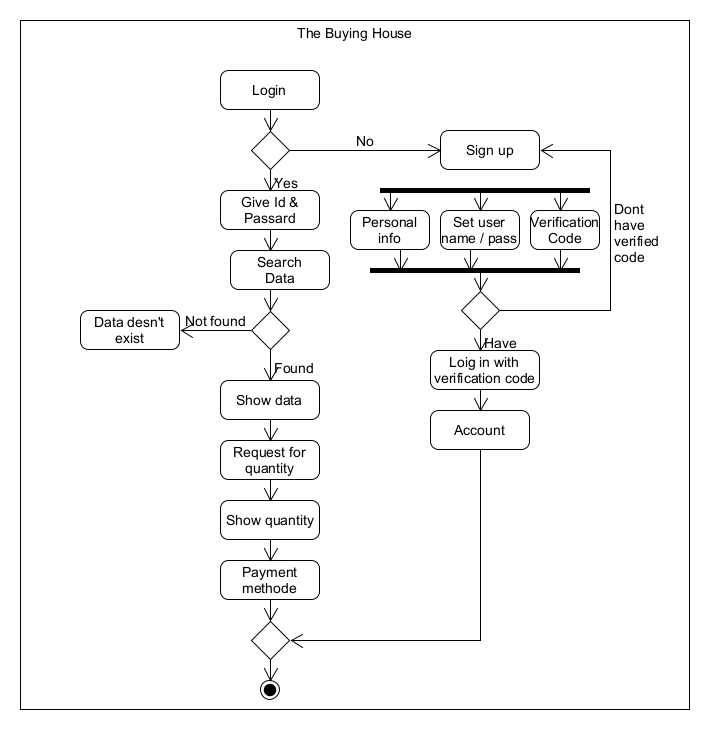 The Buying House
Login
No
Sign up
Yes
Give Id &
Passard
Personal
info
Set user
name / pass
Verification
Code
Dont
have
verified
code
Search
Data
Not found
Data desn't
exist
Have
Found
Loig in with
verification code
Show data
Account
Request for
quantity
Show quantity
Payment
methode